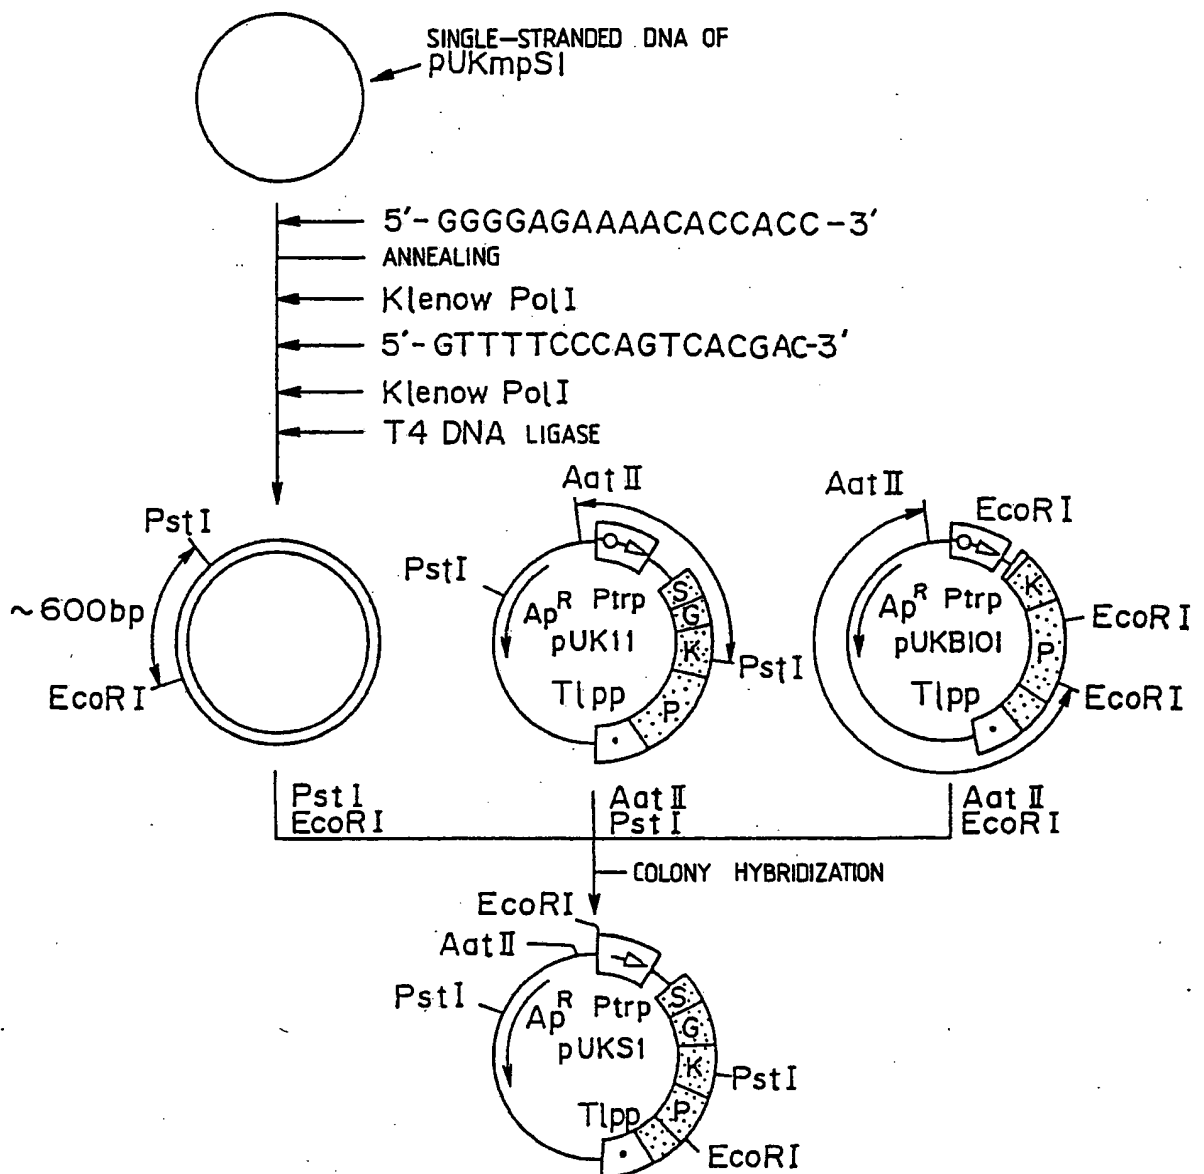 SINGLE-STRANDED DNA OF
pUKmpS1
5'-GGGGAGAAAACACCACC-3'
ANNEALING
Klenow PolI
5'-GTTTTCCCAGTCACGAC-3'
Klenow PolI
T4 DNA LIGASE
PstI
~600bp
EcoRI
AatII
PstI
ApR Ptrp
pUK11
Tlpp
S
G
K
P
PstI
AatII
EcoRI
ApR Ptrp
pUKB101
Tlpp
K
P
EcoRI
EcoRI
PstI
EcoRI
AatII
PstI
AatII
EcoRI
COLONY HYBRIDIZATION
EcoRI
AatII
PstI
ApR Ptrp
pUKS1
Tlpp
S
G
K
P
PstI
EcoRI